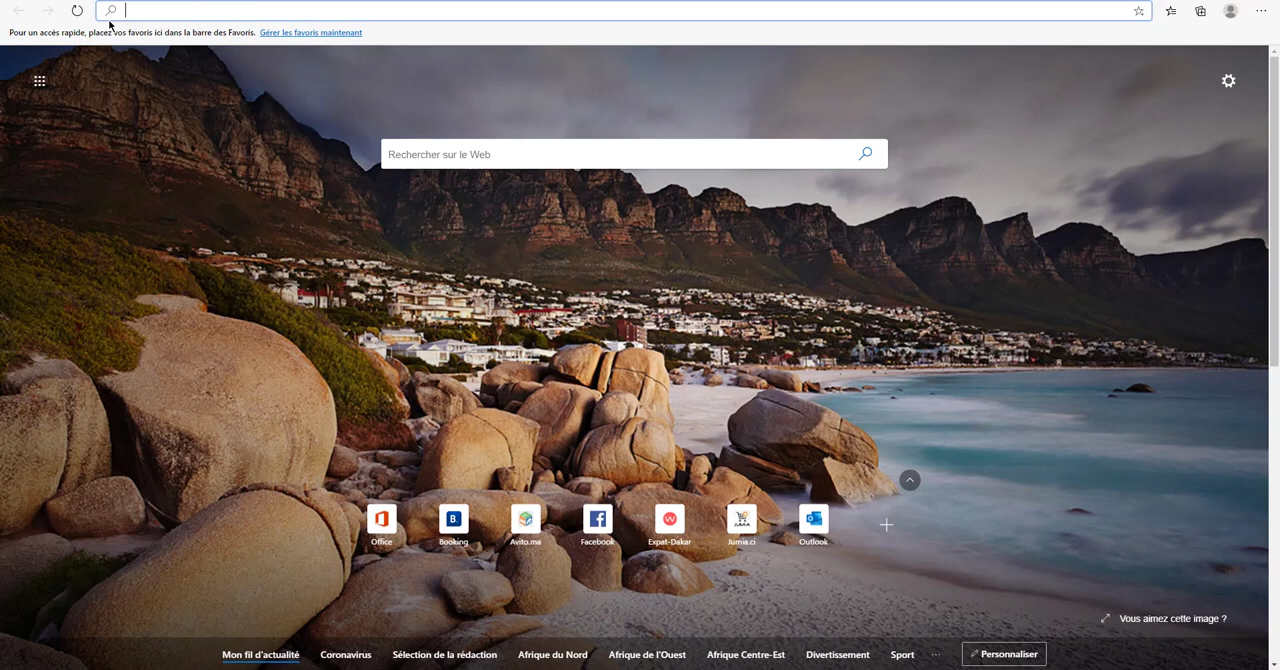 Pour un accès rapide, placez vos favoris ici dans la barre des Favoris. Gérer les favoris maintenant
Rechercher sur le Web
Office
Booking
Avito.ma
Facebook
Expat-Dakar
Jumia.ci
Outlook
Vous aimez cette image ?
Mon fil d'actualité Coronavirus Sélection de la rédaction Afrique du Nord Afrique de l'Ouest Afrique Centre-Est Divertissement Sport ... Personnaliser